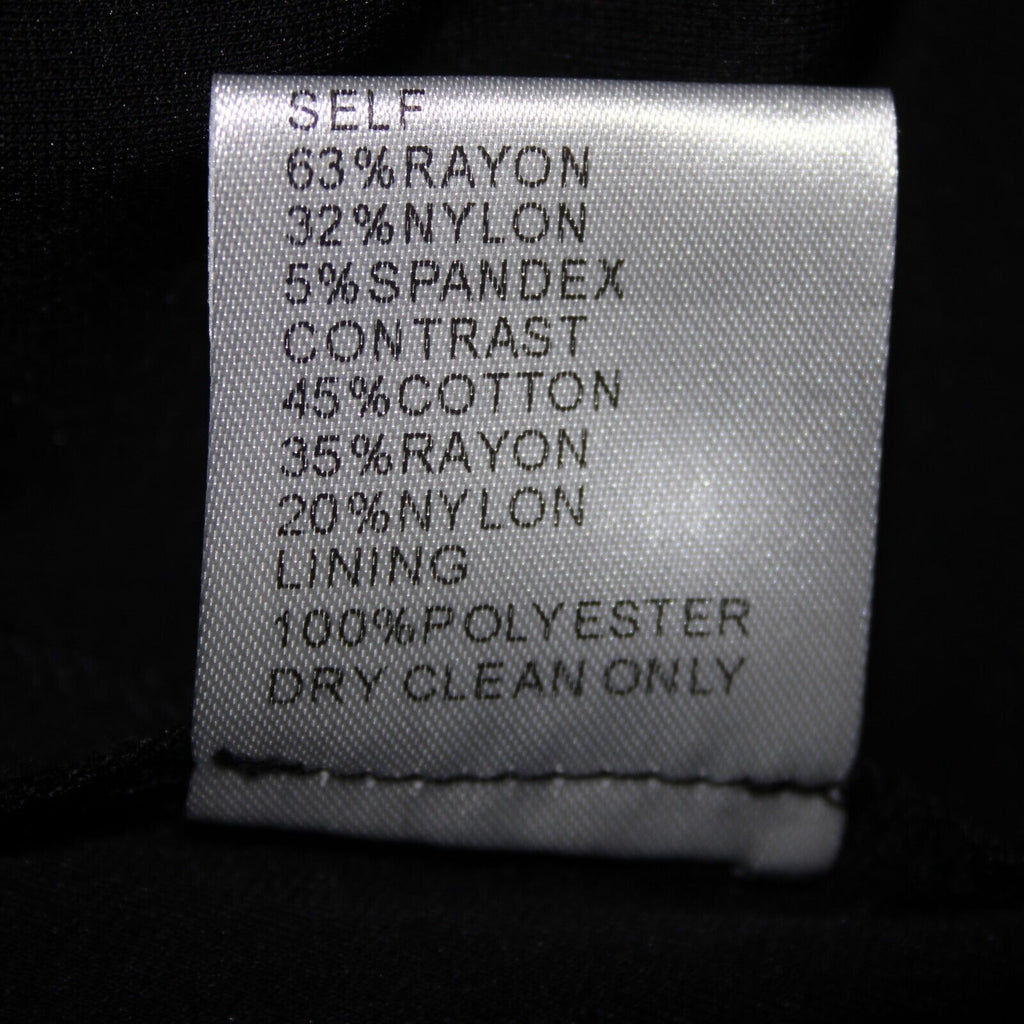 SELF
63%RAYON
32%NYLON
5%SPANDEX
CONTRAST
45%COTTON
35%RAYON
20%NYLON
LINING
100%POLYESTER
DRY CLEAN ONLY